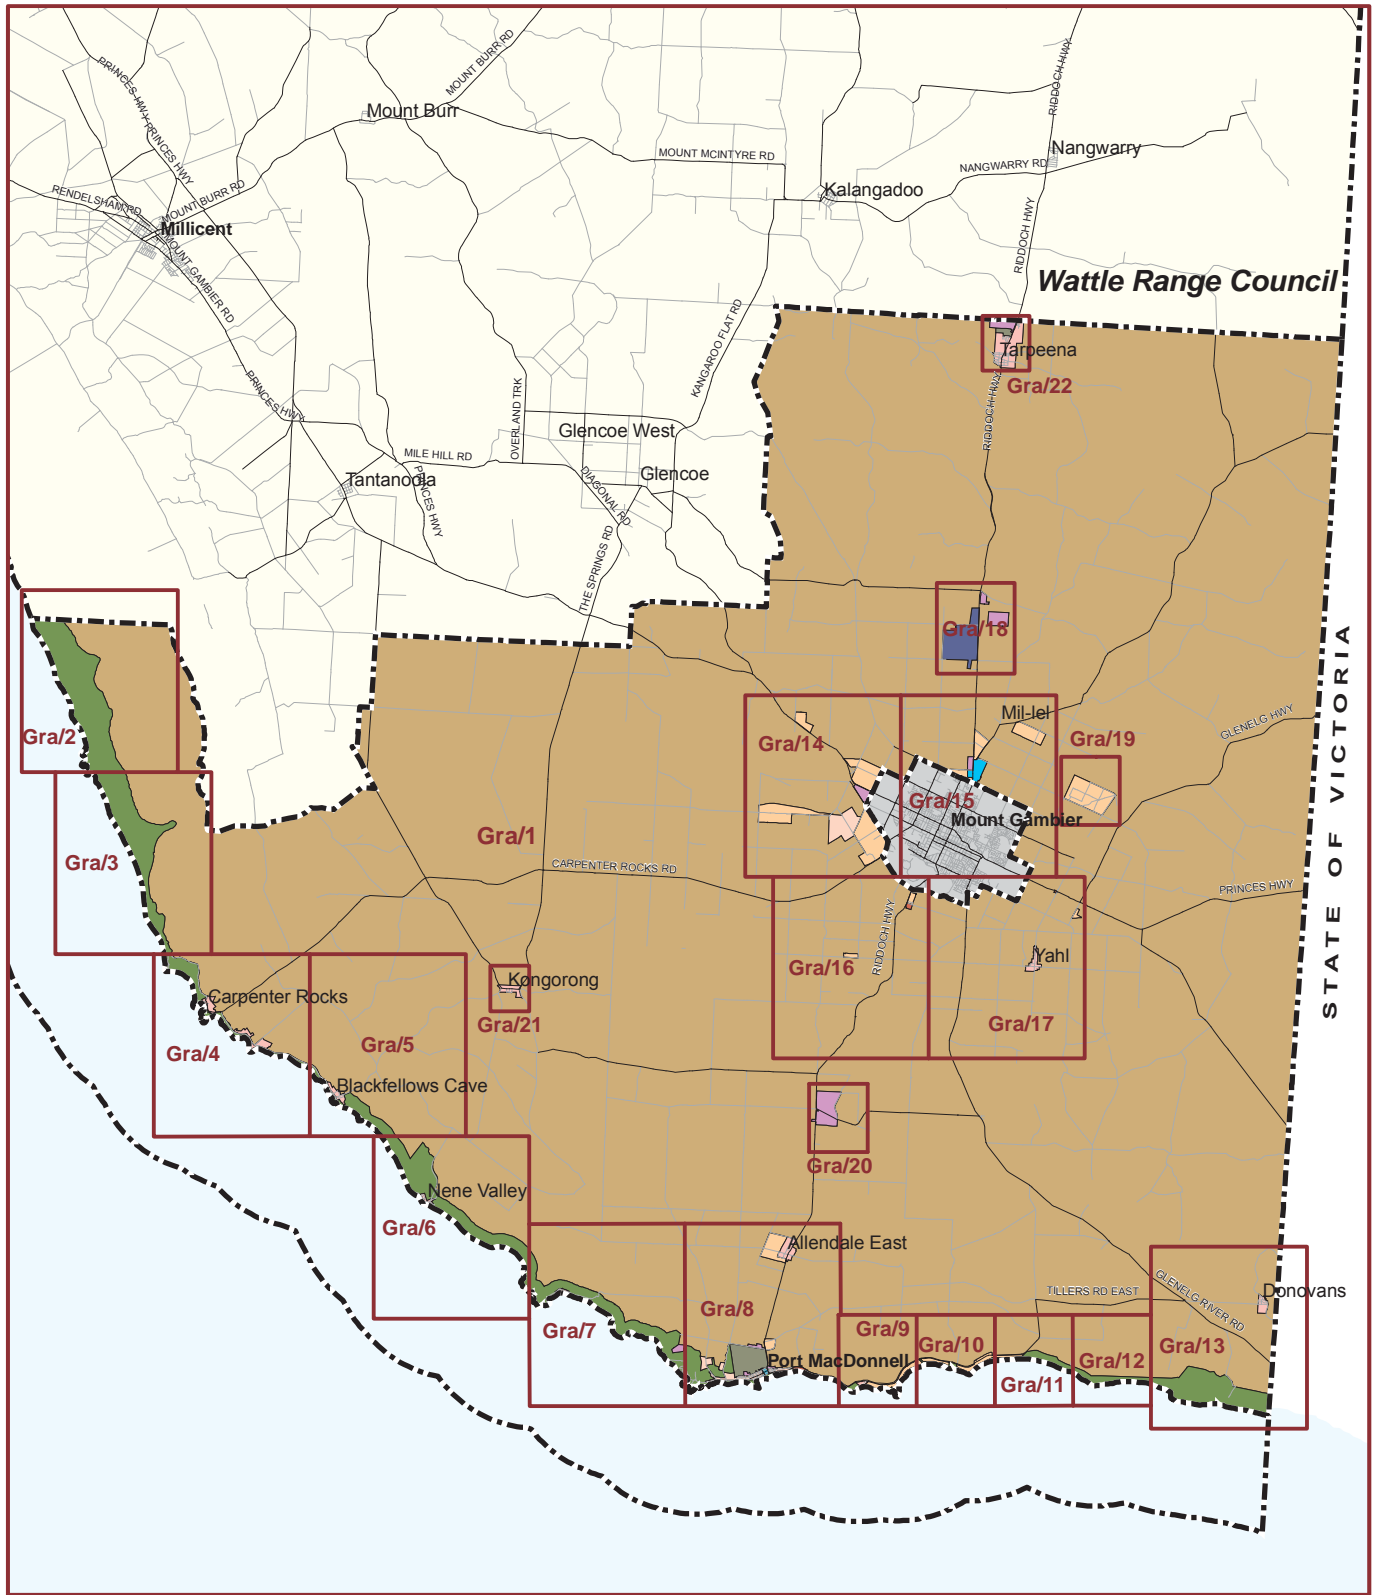 PRINCES HWY
PRINCES HWY
MOUNT BURR RD
RIDDOCH HWY
Mount Burr
MOUNT MCINTYRE RD
Nangwarry
NANGWARRY RD
RENDELSHAM RD
MOUNT BURR RD
Kalangadoo
Millicent
MOUNT GAMBIER RD
RIDDOCH HWY
Wattle Range Council
KANGAROO FLAT RD
Tarpeena
Gra/22
PRINCES HWY
OVERLAND TRK
RIDDOCH HWY
Glencoe West
MILE HILL RD
Glencoe
Tantanoola
PRINCES HWY
DIAGONAL RD
THE SPRINGS RD
Gra/18
STATE OF VICTORIA
Mil-lel
GLENELG HWY
Gra/2
Gra/14
Gra/19
Gra/15
Mount Gambier
Gra/1
Gra/3
CARPENTER ROCKS RD
PRINCES HWY
RIDDOCH HWY
Yahl
Gra/16
Kongorong
Carpenter Rocks
Gra/21
Gra/17
Gra/4
Gra/5
Blackfellows Cave
Gra/20
Nene Valley
Gra/6
Allendale East
GLENELG RIVER RD
TILLERS RD EAST
Donovans
Gra/8
Gra/7
Gra/9
Gra/10
Gra/13
Port MacDonnell
Gra/12
Gra/11